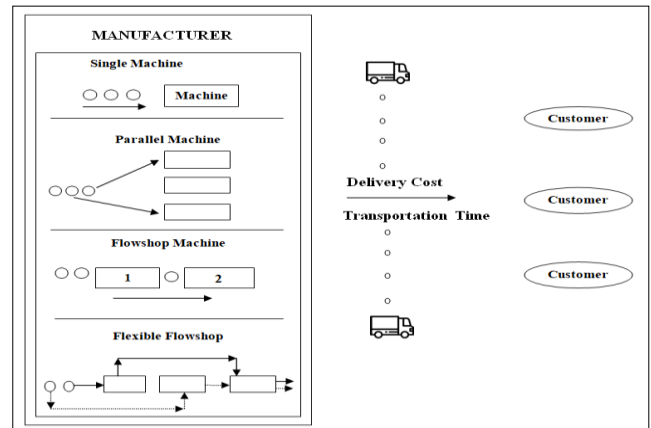 MANUFACTURER
Single Machine
Machine
Parallel Machine
Flowshop Machine
1
2
Flexible Flowshop
Delivery Cost
Transportation Time
Customer
Customer
Customer